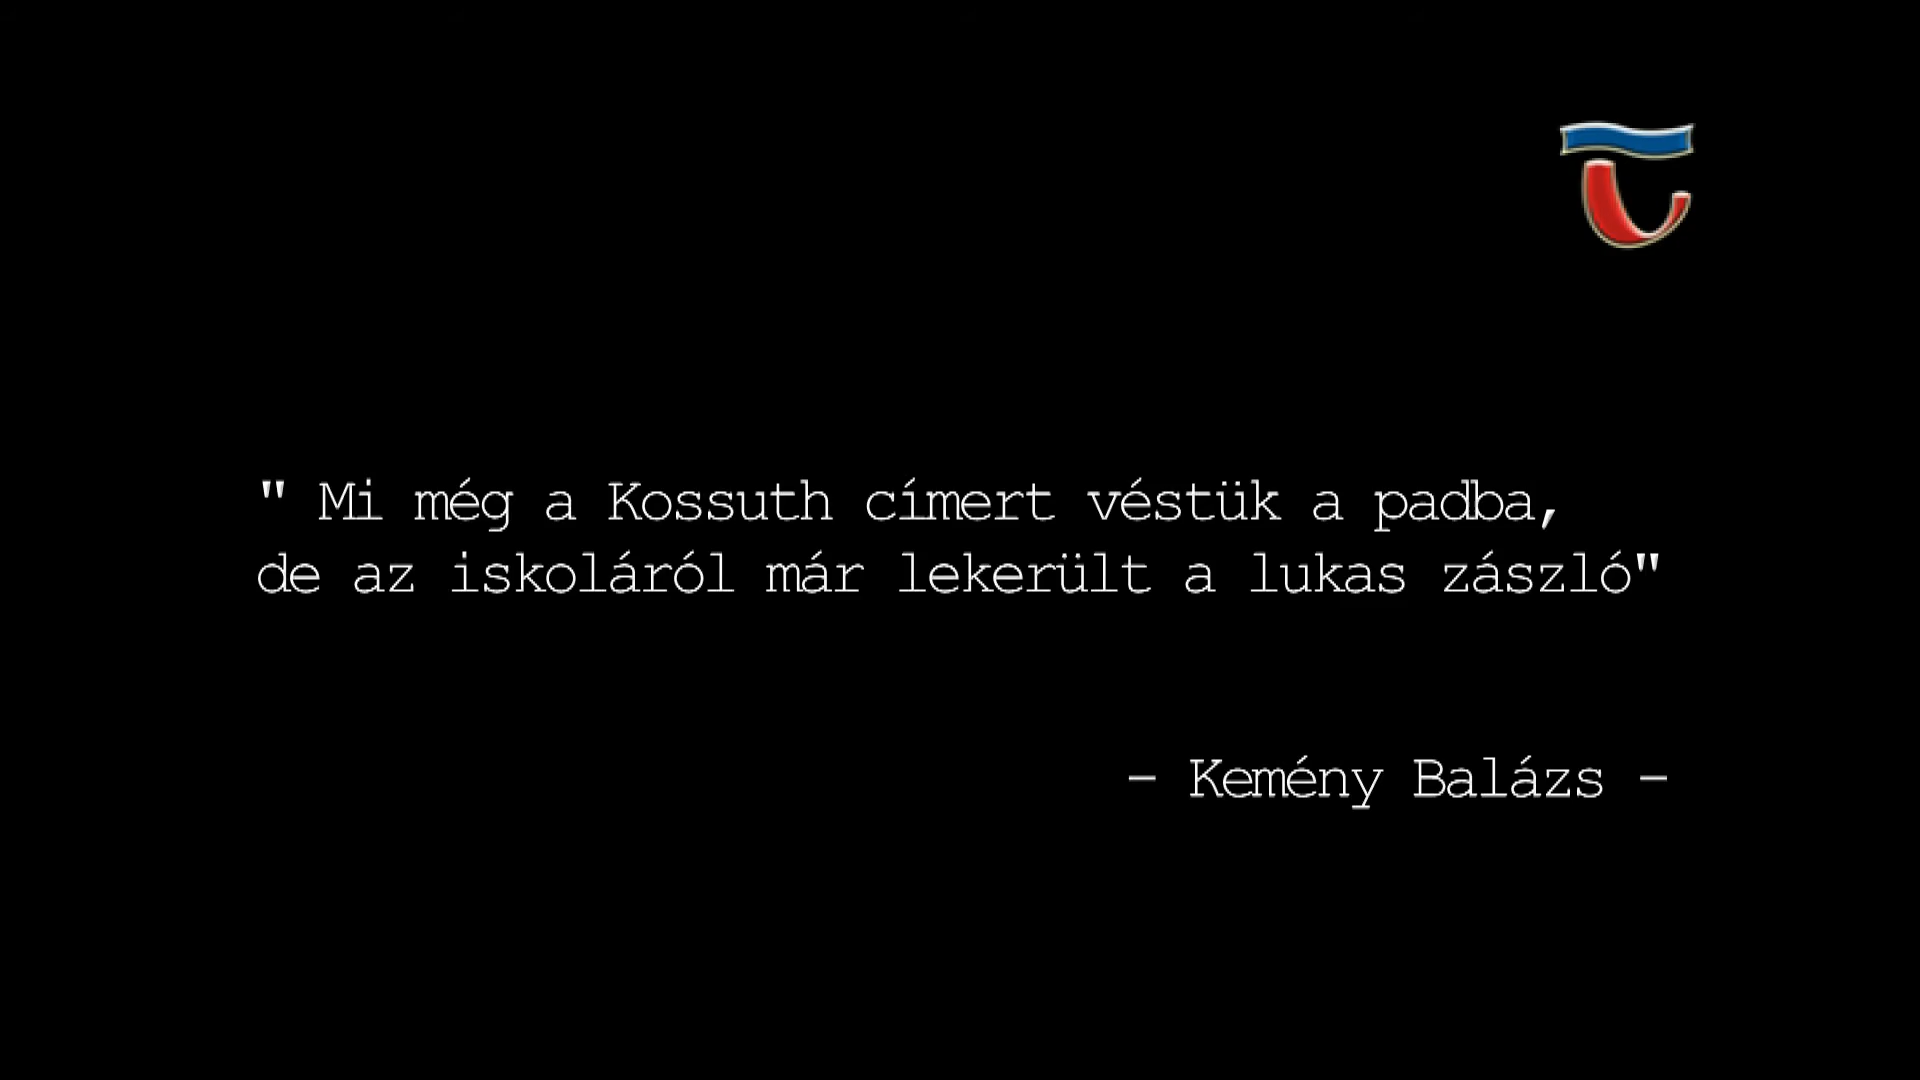 " Mi még a Kossuth címert véstük a padba,
de az iskoláról már lekerült a lukas zászló"
- Kemény Balázs -